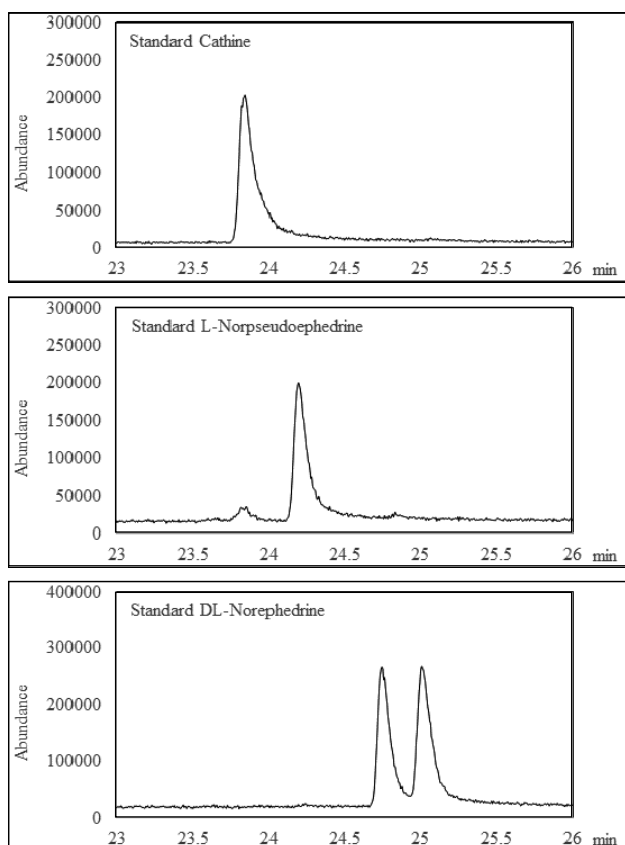 300000
Standard Cathine
250000
200000
150000
100000
50000
0
Abundance
23 23.5 24 24.5 25 25.5 26 min
300000
Standard L-Norpseudoephedrine
250000
200000
150000
100000
50000
0
Abundance
23 23.5 24 24.5 25 25.5 26 min
400000
Standard DL-Norephedrine
300000
200000
100000
0
Abundance
23 23.5 24 24.5 25 25.5 26 min